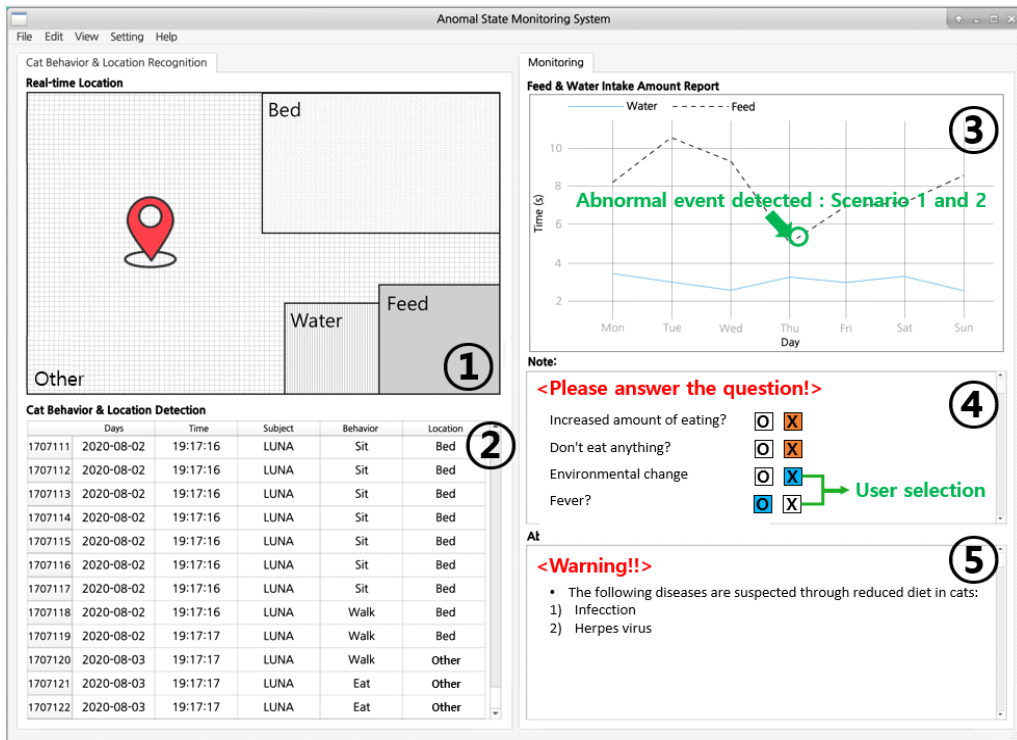 Anomal State Monitoring System
File Edit View Setting Help
Cat Behavior & Location Recognition
Real-time Location
Bed
Water
Feed
Other
①
Cat Behavior & Location Detection
②
Days Time Subject Behavior Location
1707111 2020-08-02 19:17:16 LUNA Sit Bed
1707112 2020-08-02 19:17:16 LUNA Sit Bed
1707113 2020-08-02 19:17:16 LUNA Sit Bed
1707114 2020-08-02 19:17:16 LUNA Sit Bed
1707115 2020-08-02 19:17:16 LUNA Sit Bed
1707116 2020-08-02 19:17:16 LUNA Sit Bed
1707117 2020-08-02 19:17:16 LUNA Sit Bed
1707118 2020-08-02 19:17:16 LUNA Walk Bed
1707119 2020-08-02 19:17:17 LUNA Walk Bed
1707120 2020-08-03 19:17:17 LUNA Walk Other
1707121 2020-08-03 19:17:17 LUNA Eat Other
1707122 2020-08-03 19:17:17 LUNA Eat Other
Monitoring
Feed & Water Intake Amount Report
Water Feed
③
Abnormal event detected : Scenario 1 and 2
Time (s)
10
8
6
4
2
Mon Tue Wed Thu Fri Sat Sun
Day
Note:
<Please answer the question!>
④
Increased amount of eating? O X
Don't eat anything? O X
Environmental change O X
Fever? O X
User selection
<Warning!!>
⑤
• The following diseases are suspected through reduced diet in cats:
1) Infecction
2) Herpes virus